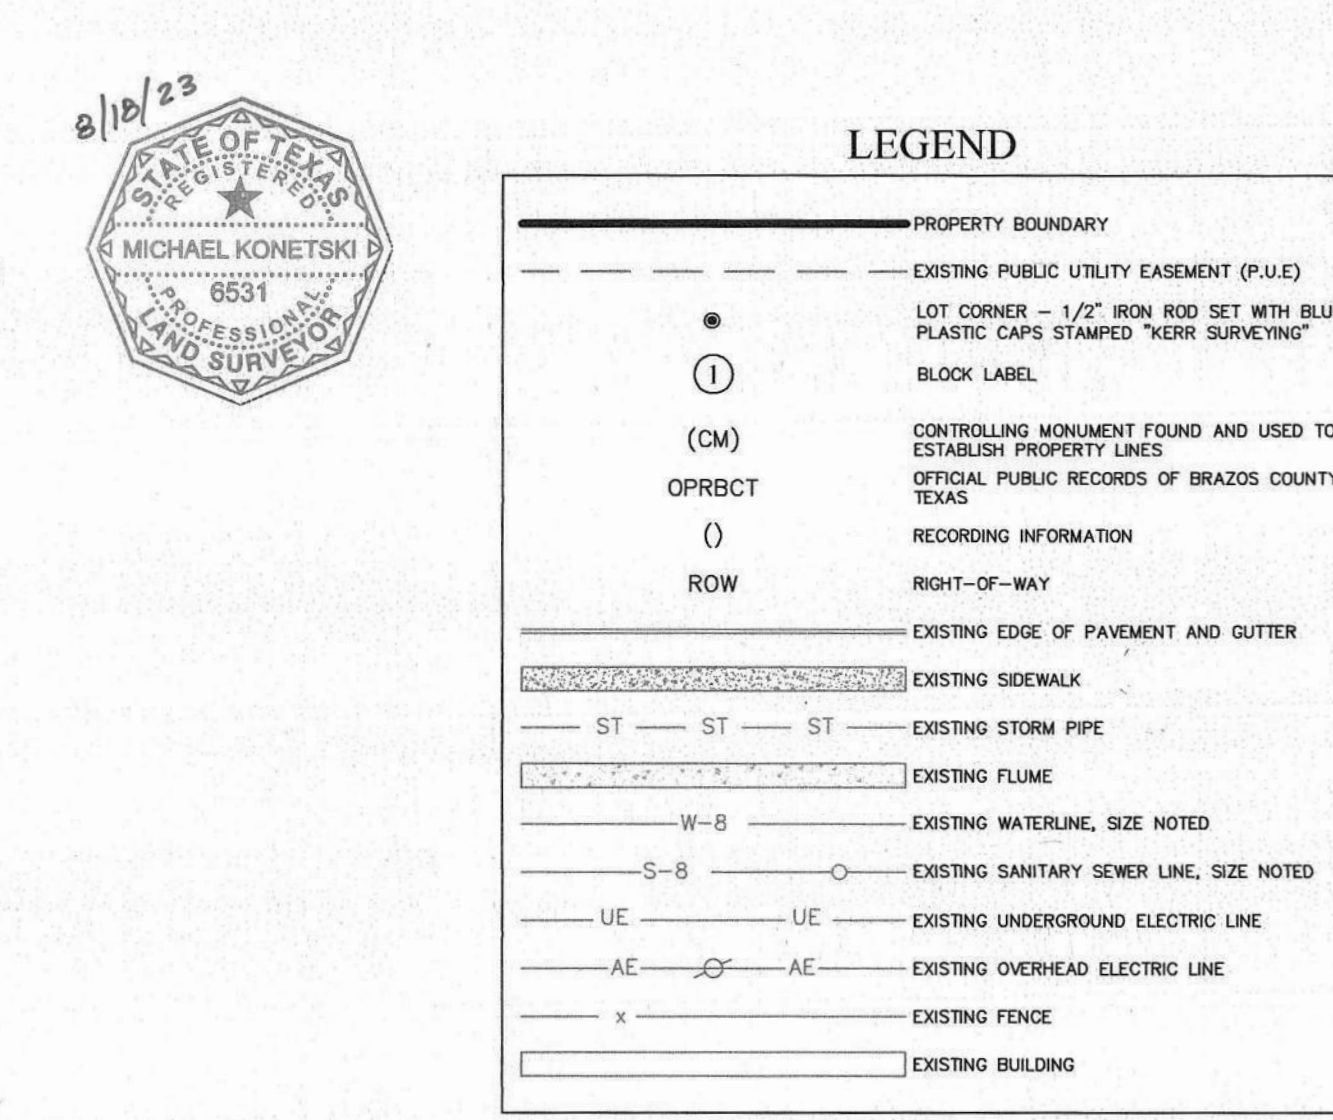 8/18/23
STATE OF TEXAS
REGISTERED
MICHAEL KONETSKI
6531
PROFESSIONAL
LAND SURVEYOR
LEGEND
PROPERTY BOUNDARY
EXISTING PUBLIC UTILITY EASEMENT (P.U.E)
LOT CORNER – 1/2" IRON ROD SET WITH BLU
PLASTIC CAPS STAMPED "KERR SURVEYING"
1 BLOCK LABEL
(CM) CONTROLLING MONUMENT FOUND AND USED TO
ESTABLISH PROPERTY LINES
OPRBCT OFFICIAL PUBLIC RECORDS OF BRAZOS COUNTY
TEXAS
() RECORDING INFORMATION
ROW RIGHT–OF–WAY
EXISTING EDGE OF PAVEMENT AND GUTTER
EXISTING SIDEWALK
ST ST ST EXISTING STORM PIPE
EXISTING FLUME
W–8 EXISTING WATERLINE, SIZE NOTED
S–8 EXISTING SANITARY SEWER LINE, SIZE NOTED
UE UE EXISTING UNDERGROUND ELECTRIC LINE
AE AE EXISTING OVERHEAD ELECTRIC LINE
x EXISTING FENCE
EXISTING BUILDING